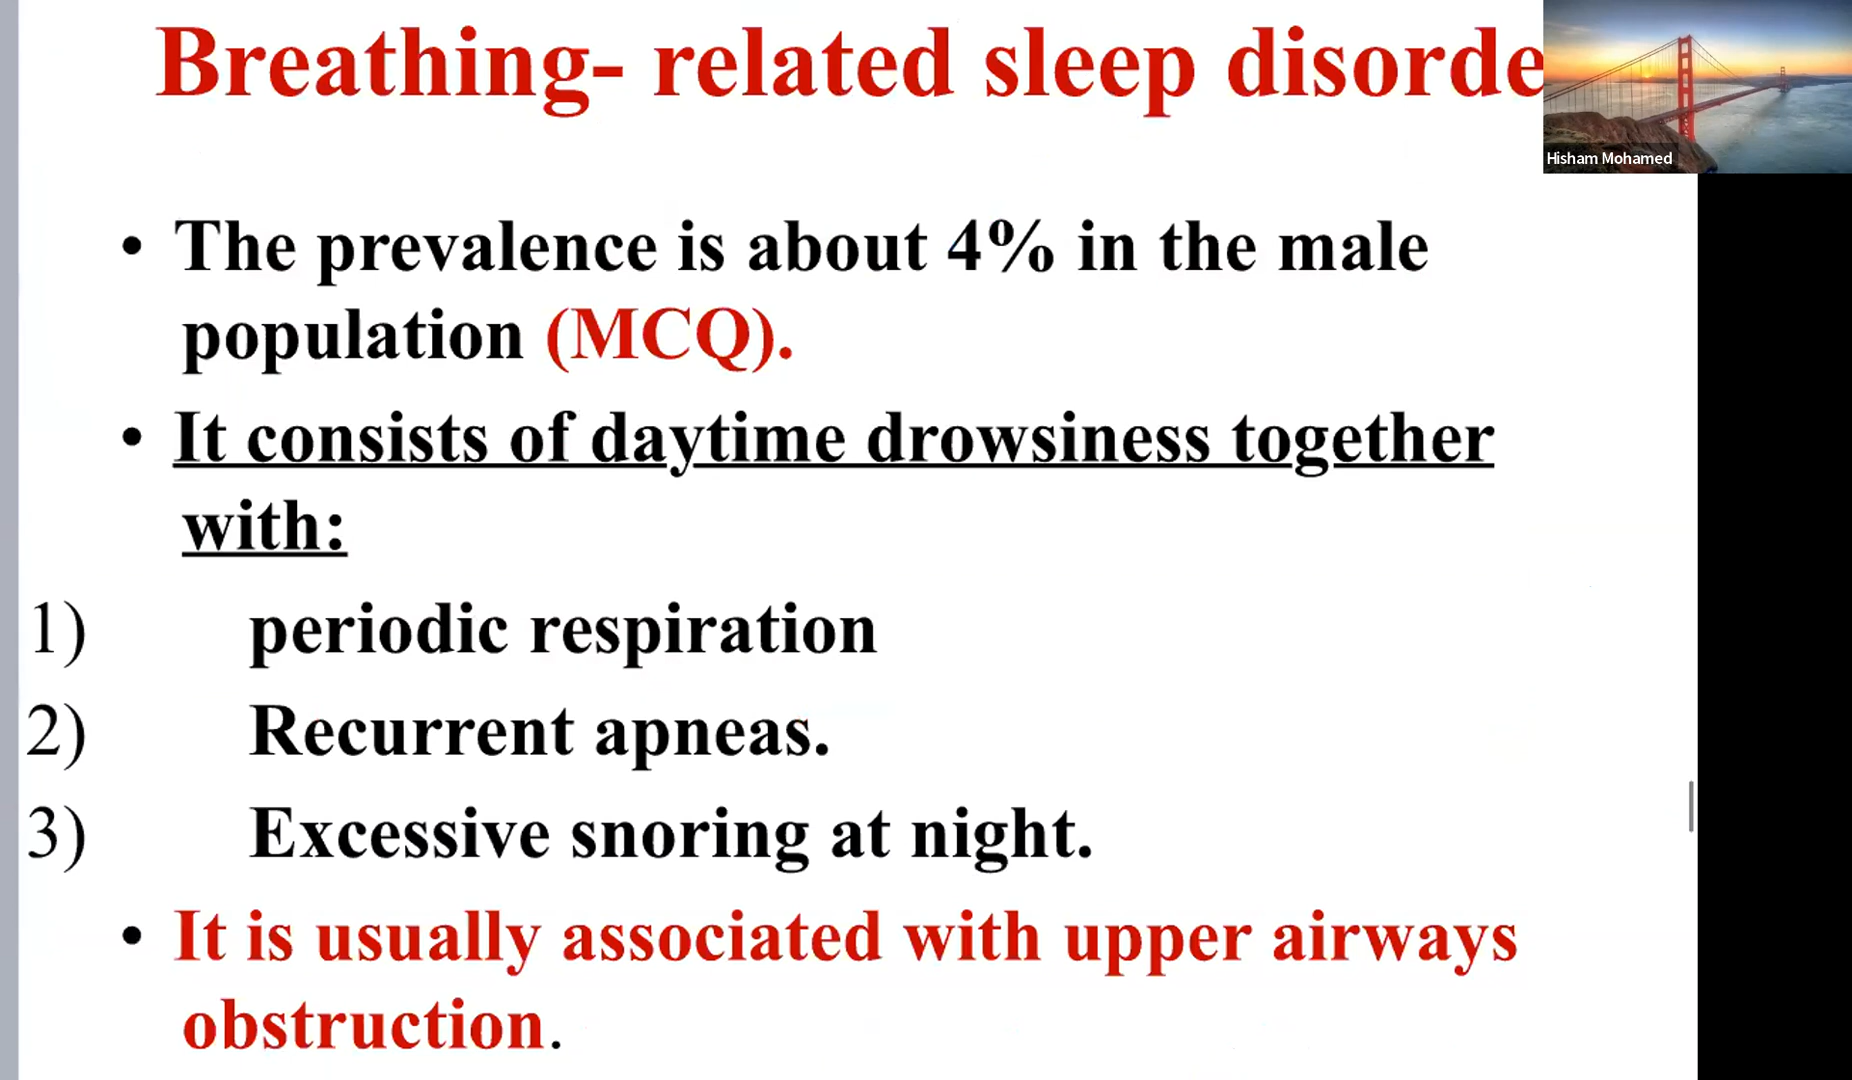 Breathing- related sleep disorde
Hisham Mohamed
• The prevalence is about 4% in the male
population (MCQ).
• It consists of daytime drowsiness together
with:
1) periodic respiration
2) Recurrent apneas.
3) Excessive snoring at night.
• It is usually associated with upper airways
obstruction.